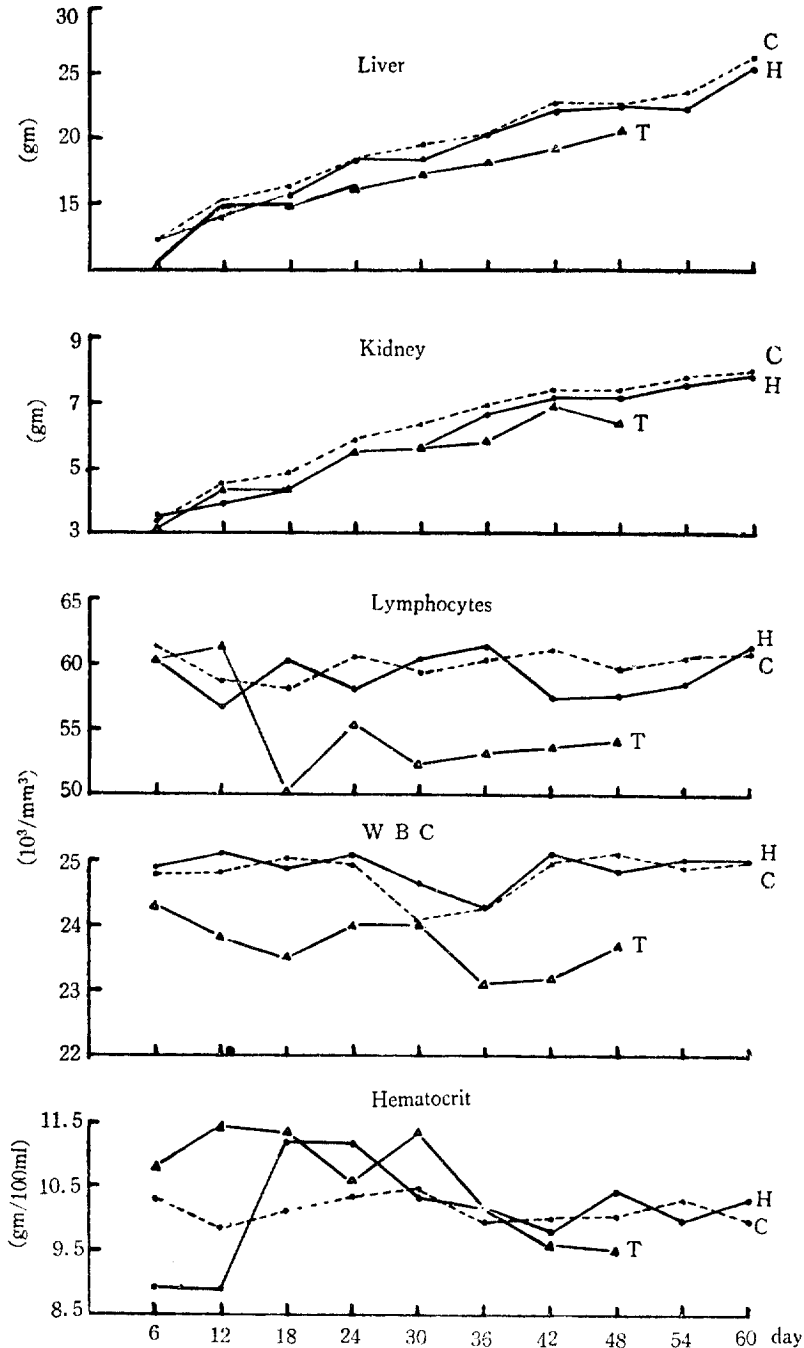 30
25
20
15
(gm)
Liver
C
H
T
9
7
5
3
(gm)
Kidney
C
H
T
65
60
55
50
Lymphocytes
H
C
T
(10³/mm³)
W B C
25
24
23
22
H
C
T
Hematocrit
11.5
10.5
9.5
8.5
(gm/100ml)
H
C
T
6 12 18 24 30 36 42 48 54 60 day